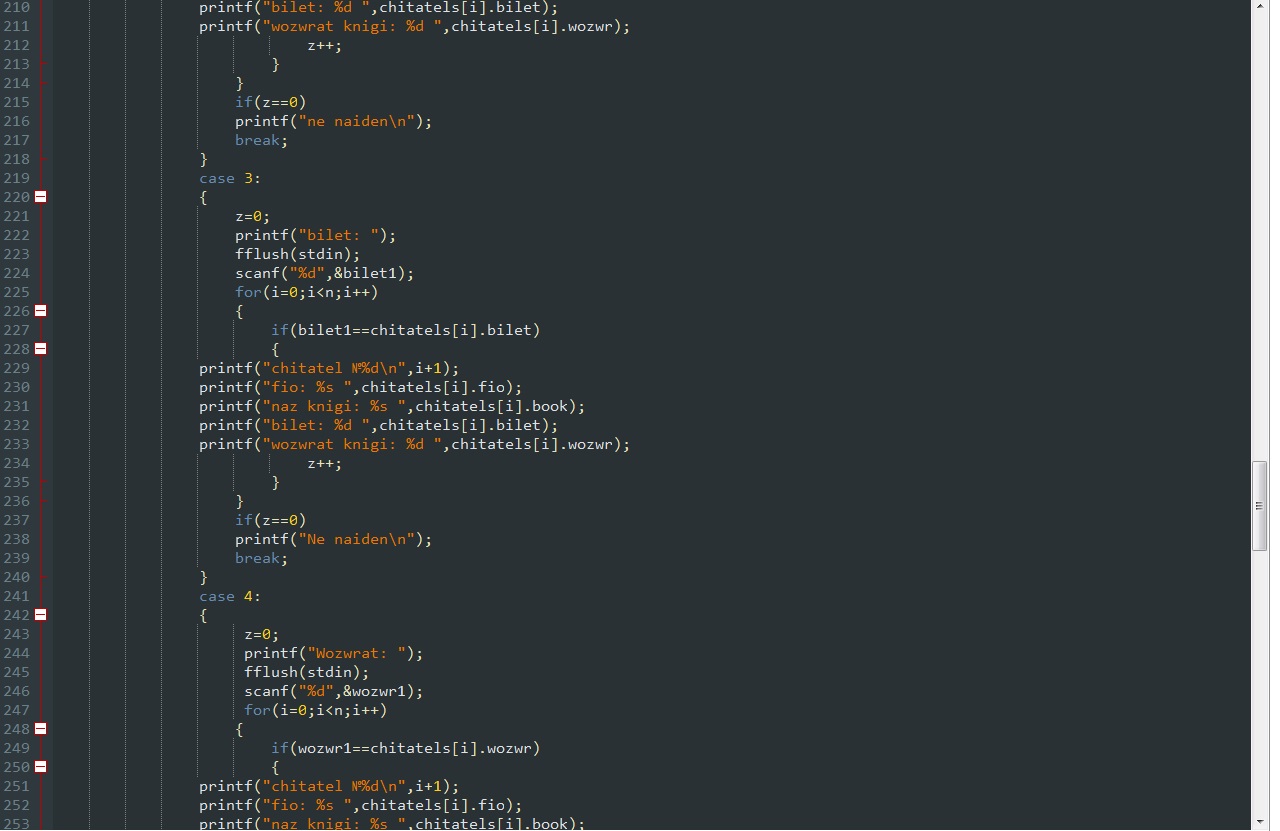 210 printf("bilet: %d ",chitatels[i].bilet);
211 printf("wozwrat knigi: %d ",chitatels[i].wozwr);
212 z++;
213 }
214 }
215 if(z==0)
216 printf("ne naiden\n");
217 break;
218 }
219 case 3:
220 {
221 z=0;
222 printf("bilet: ");
223 fflush(stdin);
224 scanf("%d",&bilet1);
225 for(i=0;i<n;i++)
226 {
227 if(bilet1==chitatels[i].bilet)
228 {
229 printf("chitatel №%d\n",i+1);
230 printf("fio: %s ",chitatels[i].fio);
231 printf("naz knigi: %s ",chitatels[i].book);
232 printf("bilet: %d ",chitatels[i].bilet);
233 printf("wozwrat knigi: %d ",chitatels[i].wozwr);
234 z++;
235 }
236 }
237 if(z==0)
238 printf("Ne naiden\n");
239 break;
240 }
241 case 4:
242 {
243 z=0;
244 printf("Wozwrat: ");
245 fflush(stdin);
246 scanf("%d",&wozwr1);
247 for(i=0;i<n;i++)
248 {
249 if(wozwr1==chitatels[i].wozwr)
250 {
251 printf("chitatel №%d\n",i+1);
252 printf("fio: %s ",chitatels[i].fio);
253 printf("naz knigi: %s ",chitatels[i].book);